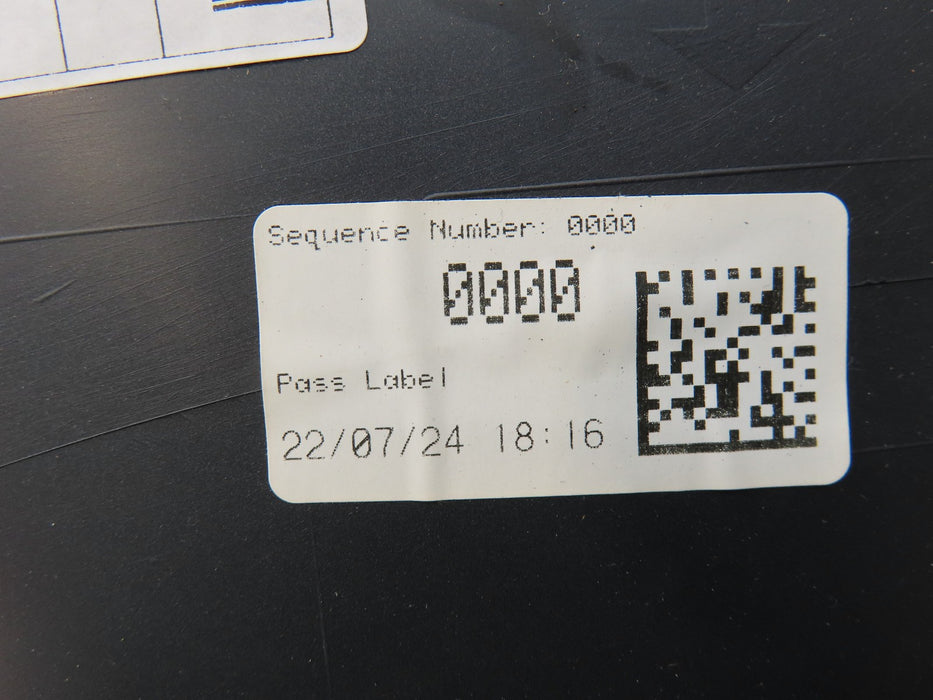 Sequence Number: 0000
0000
Pass Label
22/07/24 18:16